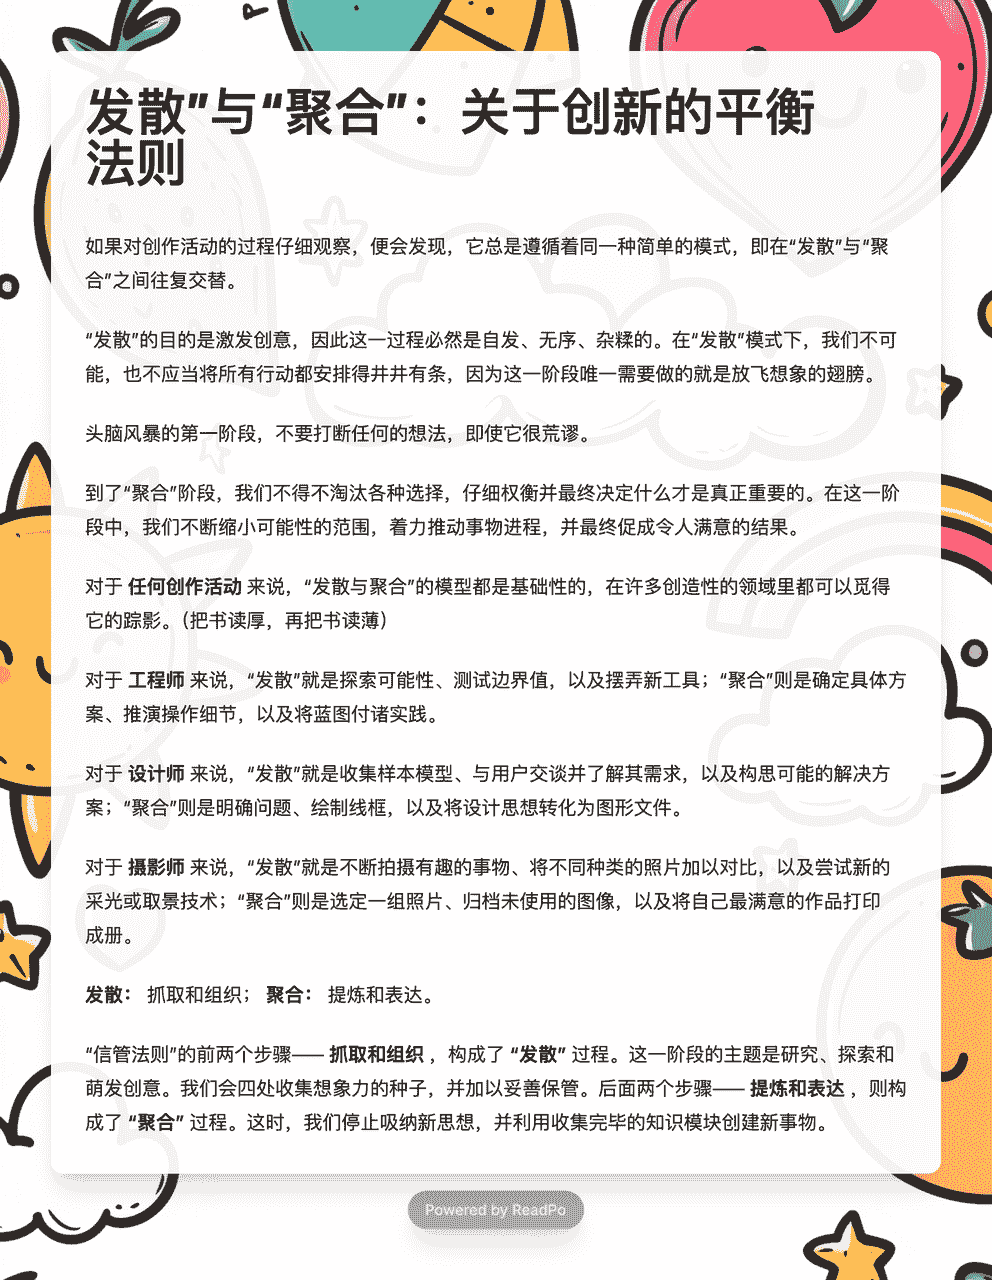 发散”与“聚合”：关于创新的平衡
法则
如果对创作活动的过程仔细观察，便会发现，它总是遵循着同一种简单的模式，即在“发散”与“聚
合”之间往复交替。
“发散”的目的是激发创意，因此这一过程必然是自发、无序、杂糅的。在“发散”模式下，我们不可
能，也不应当将所有行动都安排得井井有条，因为这一阶段唯一需要做的就是放飞想象的翅膀。
头脑风暴的第一阶段，不要打断任何的想法，即使它很荒谬。
到了“聚合”阶段，我们不得不淘汰各种选择，仔细权衡并最终决定什么才是真正重要的。在这一阶
段中，我们不断缩小可能性的范围，着力推动事物进程，并最终促成令人满意的结果。
对于 任何创作活动 来说，“发散与聚合”的模型都是基础性的，在许多创造性的领域里都可以觅得
它的踪影。（把书读厚，再把书读薄）
对于 工程师 来说，“发散”就是探索可能性、测试边界值，以及摆弄新工具；“聚合”则是确定具体方
案、推演操作细节，以及将蓝图付诸实践。
对于 设计师 来说，“发散”就是收集样本模型、与用户交谈并了解其需求，以及构思可能的解决方
案；“聚合”则是明确问题、绘制线框，以及将设计思想转化为图形文件。
对于 摄影师 来说，“发散”就是不断拍摄有趣的事物、将不同种类的照片加以对比，以及尝试新的
采光或取景技术；“聚合”则是选定一组照片、归档未使用的图像，以及将自己最满意的作品打印
成册。
发散： 抓取和组织； 聚合： 提炼和表达。
“信管法则”的前两个步骤—— 抓取和组织 ，构成了 “发散” 过程。这一阶段的主题是研究、探索和
萌发创意。我们会四处收集想象力的种子，并加以妥善保管。后面两个步骤—— 提炼和表达 ，则构
成了 “聚合” 过程。这时，我们停止吸纳新思想，并利用收集完毕的知识模块创建新事物。
Powered by ReadPo